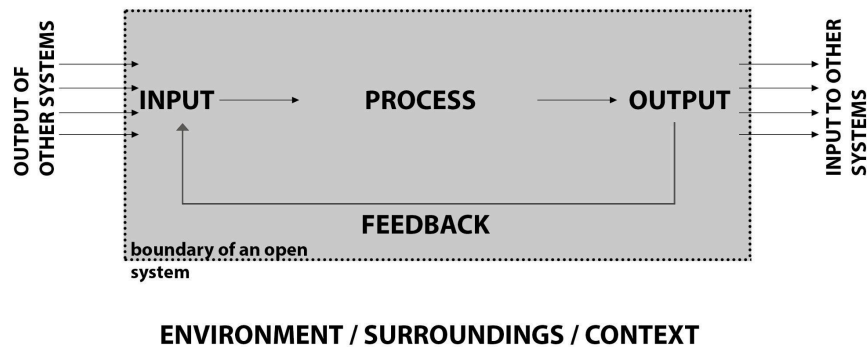 OUTPUT OF
OTHER SYSTEMS
INPUT
PROCESS
OUTPUT
INPUT TO OTHER
SYSTEMS
FEEDBACK
boundary of an open
system
ENVIRONMENT / SURROUNDINGS / CONTEXT